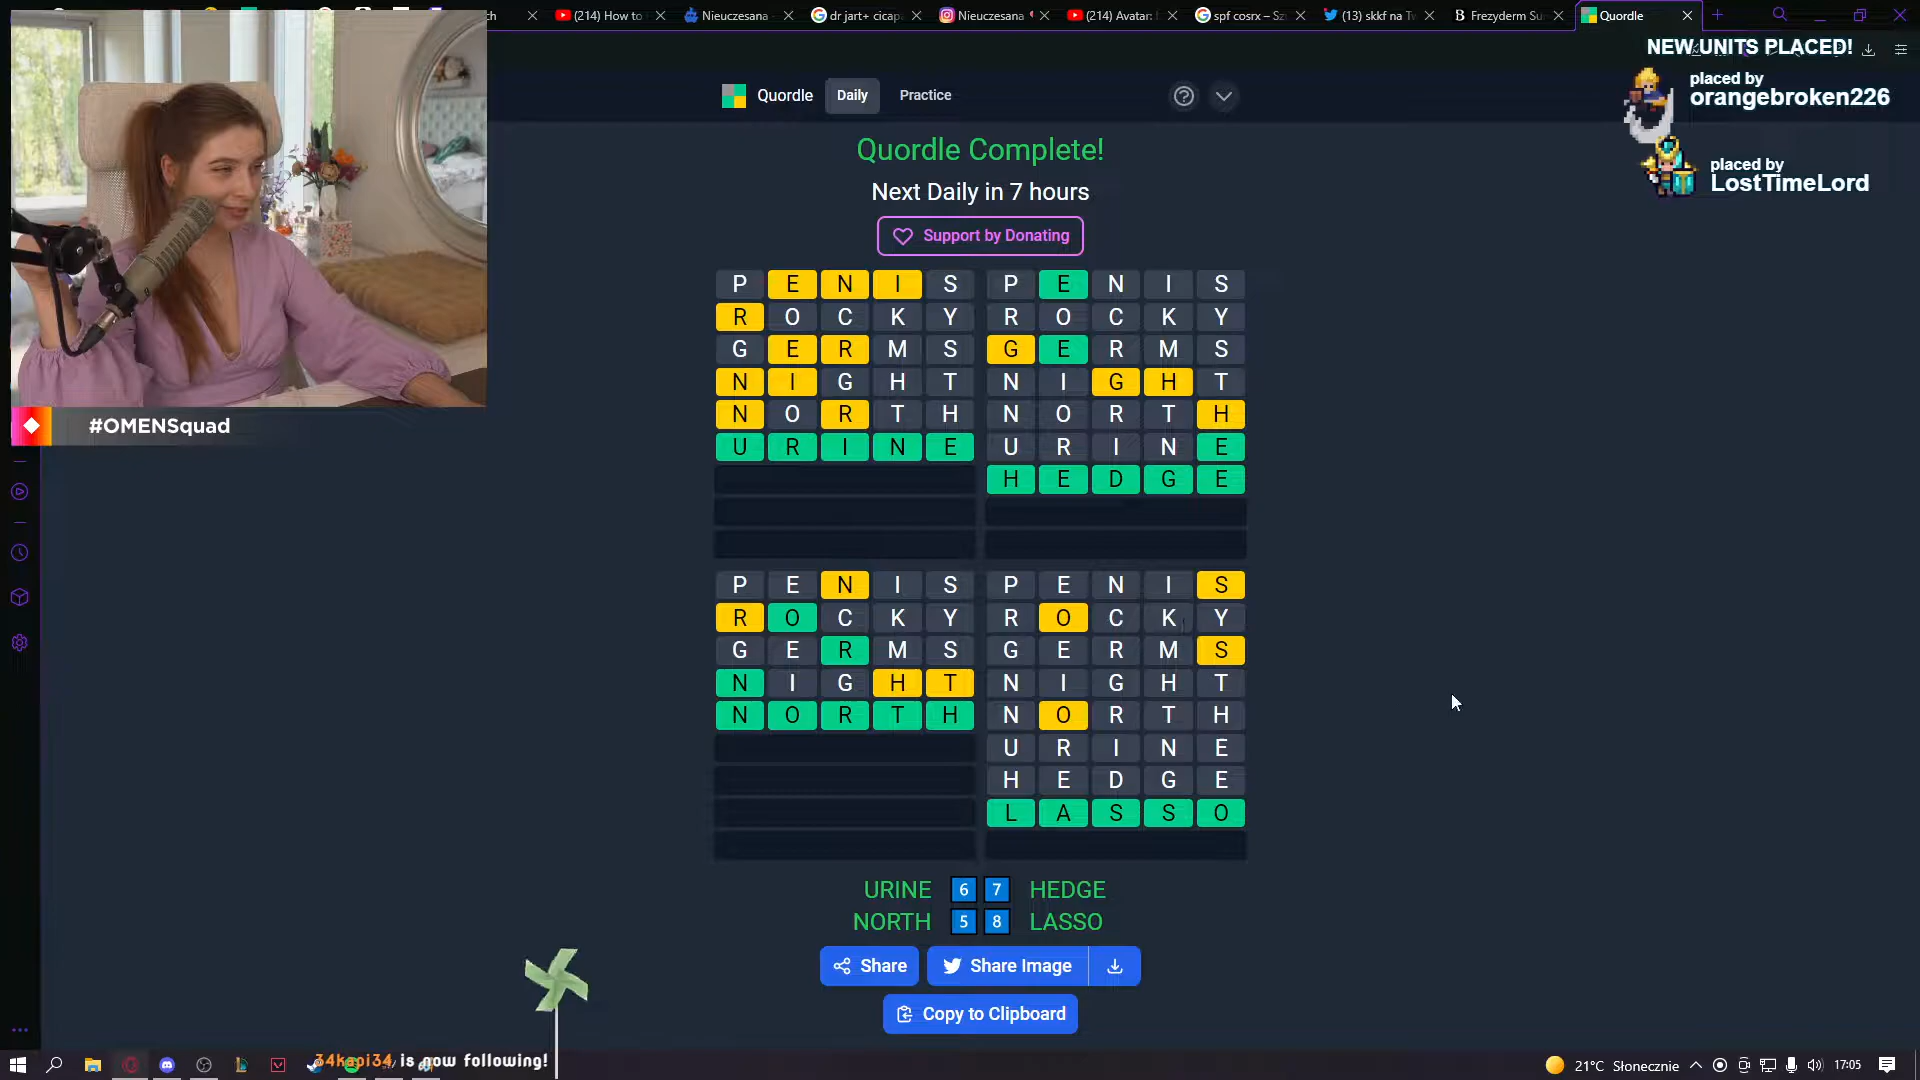 ch
(214) How to
Nieuczesana
dr jart+ cicap
Nieuczesana
(214) Avatar:
spf cosrx – Sz
(13) skkf na Tw
B Frezyderm Su
Quordle
NEW UNITS PLACED!
placed by
orangebroken226
placed by
LostTimeLord
Quordle
Daily
Practice
Quordle Complete!
Next Daily in 7 hours
Support by Donating
P E N I S P E N I S
R O C K Y R O C K Y
G E R M S G E R M S
N I G H T N I G H T
N O R T H N O R T H
U R I N E U R I N E
H E D G E
P E N I S P E N I S
R O C K Y R O C K Y
G E R M S G E R M S
N I G H T N I G H T
N O R T H N O R T H
U R I N E
H E D G E
L A S S O
#OMENSquad
URINE 6 7 HEDGE
NORTH 5 8 LASSO
Share
Share Image
Copy to Clipboard
34kapi34 is now following!
21°C Słonecznie
17:05